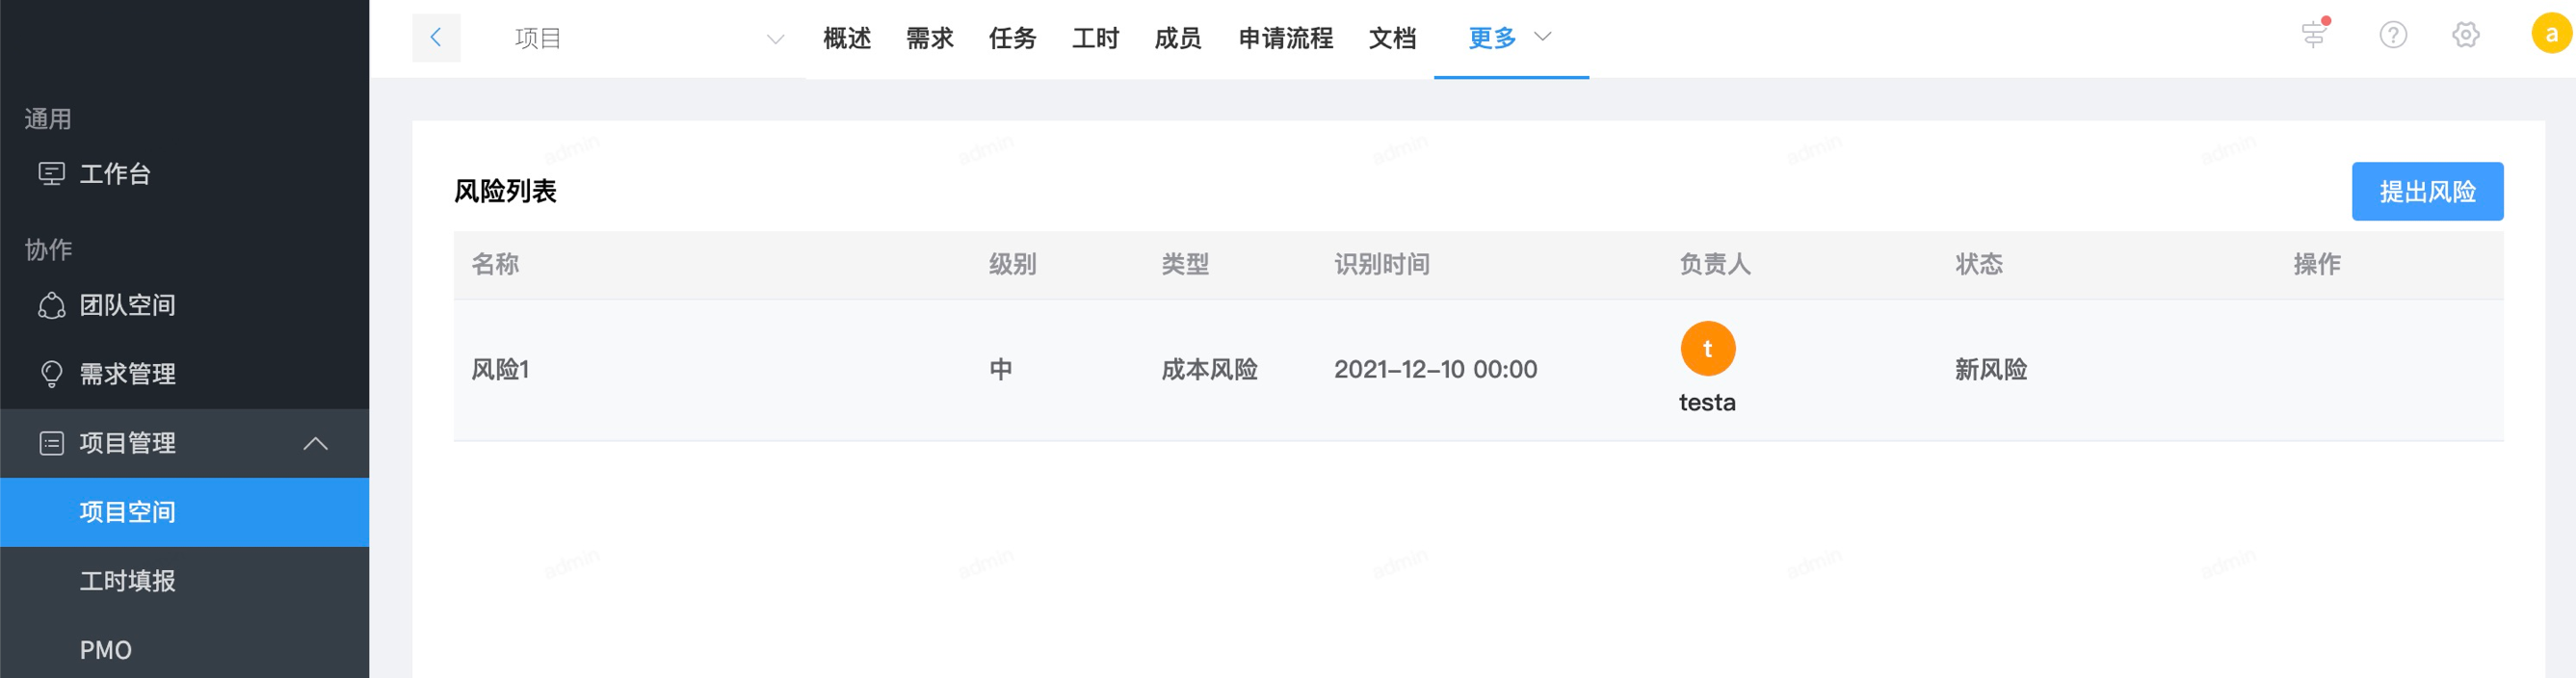 项目
概述 需求 任务 工时 成员 申请流程 文档 更多
a
通用
工作台
协作
团队空间
需求管理
项目管理
项目空间
工时填报
PMO
admin admin admin admin admin
风险列表
提出风险
名称 级别 类型 识别时间 负责人 状态 操作
t
风险1 中 成本风险 2021-12-10 00:00 testa 新风险
admin admin admin admin admin